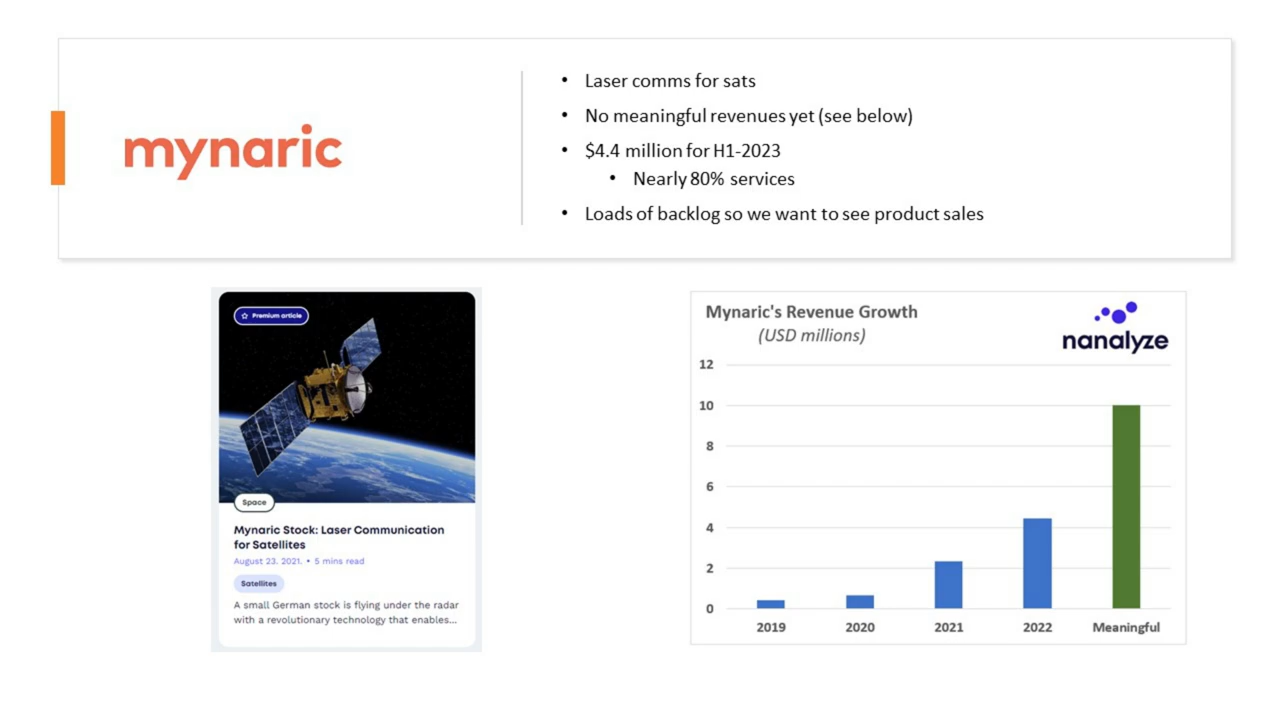 mynaric
• Laser comms for sats
• No meaningful revenues yet (see below)
• $4.4 million for H1-2023
• Nearly 80% services
• Loads of backlog so we want to see product sales
Premium article
Space
Mynaric Stock: Laser Communication
for Satellites
August 23. 2021. • 5 mins read
Satellites
A small German stock is flying under the radar
with a revolutionary technology that enables...
Mynaric's Revenue Growth
(USD millions)
nanalyze
12
10
8
6
4
2
0
2019 2020 2021 2022 Meaningful